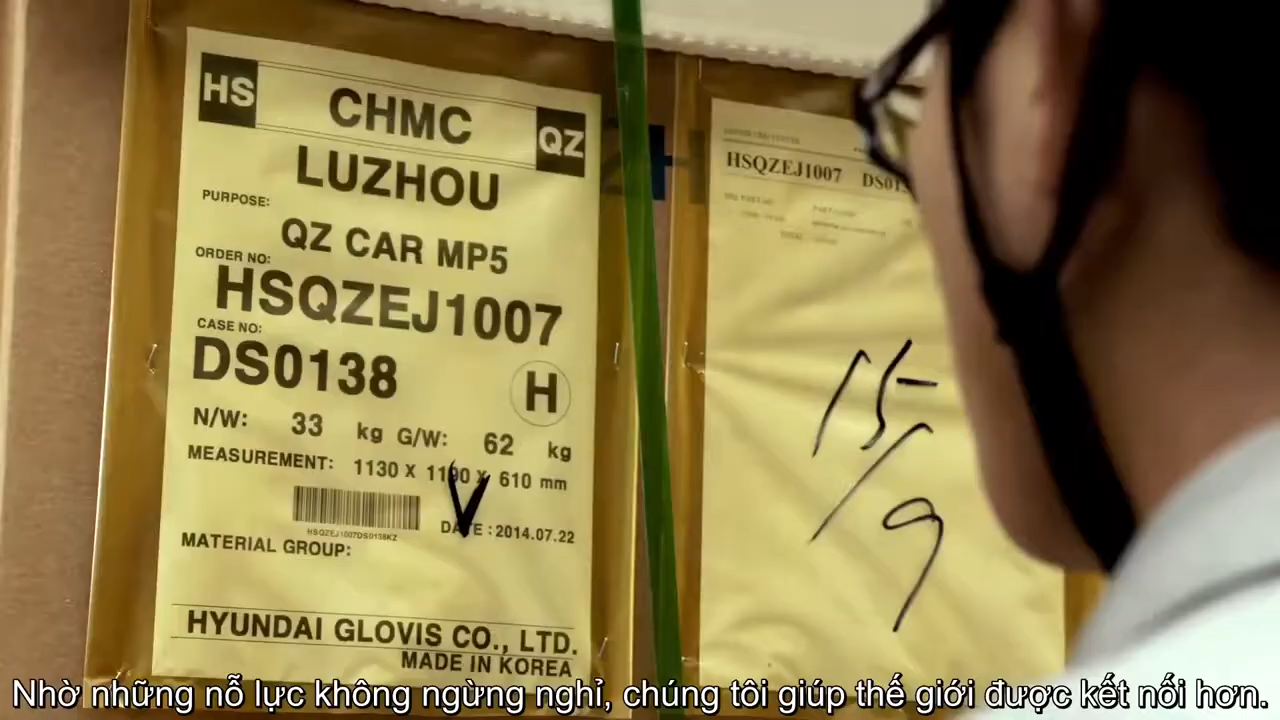 HS
CHMC
QZ
LUZHOU
PURPOSE:
QZ CAR MP5
ORDER NO:
HSQZEJ1007
CASE NO:
DS0138
H
N/W: 33 kg G/W: 62 kg
MEASUREMENT: 1130 X 1190 X 610 mm
HSQZEJ1007DS0138KZ
DATE : 2014.07.22
MATERIAL GROUP:
HYUNDAI GLOVIS CO., LTD.
MADE IN KOREA
HSQZEJ1007
15/9
Nhờ những nỗ lực không ngừng nghỉ, chúng tôi giúp thế giới được kết nối hơn.